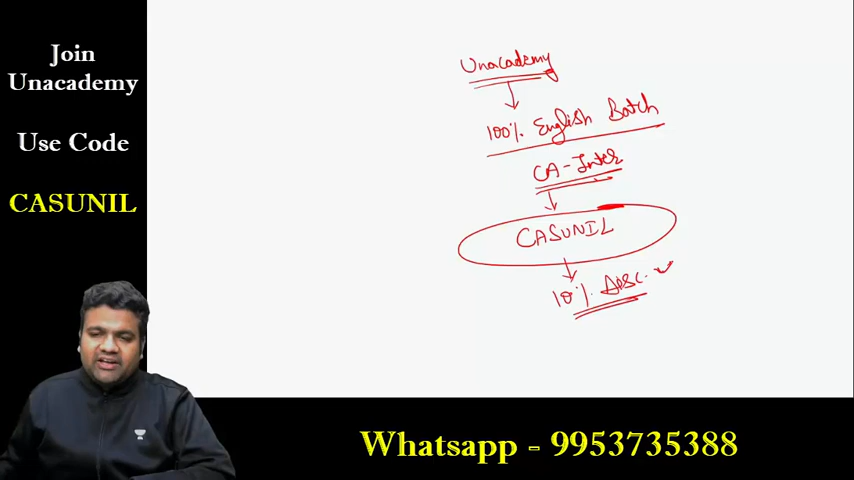 Join
Unacademy
Use Code
CASUNIL
Unacademy
100% English Batch
CA-Inter
CASUNIL
10% Disc.
Whatsapp - 9953735388